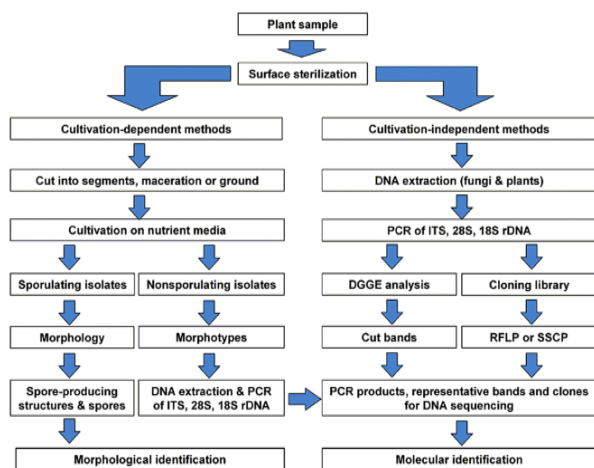 Plant sample
Surface sterilization
Cultivation-dependent methods
Cultivation-independent methods
Cut into segments, maceration or ground
DNA extraction (fungi & plants)
Cultivation on nutrient media
PCR of ITS, 28S, 18S rDNA
Sporulating isolates
Nonsporulating isolates
DGGE analysis
Cloning library
Morphology
Morphotypes
Cut bands
RFLP or SSCP
Spore-producing
structures & spores
DNA extraction & PCR
of ITS, 28S, 18S rDNA
PCR products, representative bands and clones
for DNA sequencing
Morphological identification
Molecular identification